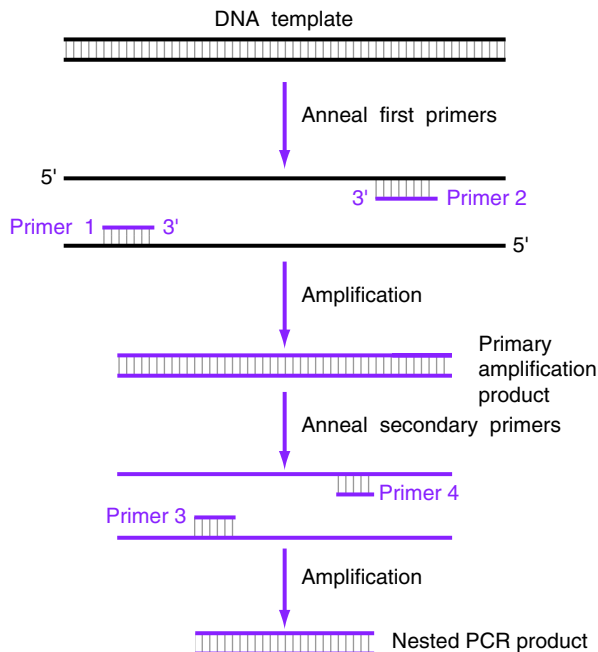 DNA template
Anneal first primers
5'
3' Primer 2
Primer 1 3'
5'
Amplification
Primary
amplification
product
Anneal secondary primers
Primer 4
Primer 3
Amplification
Nested PCR product